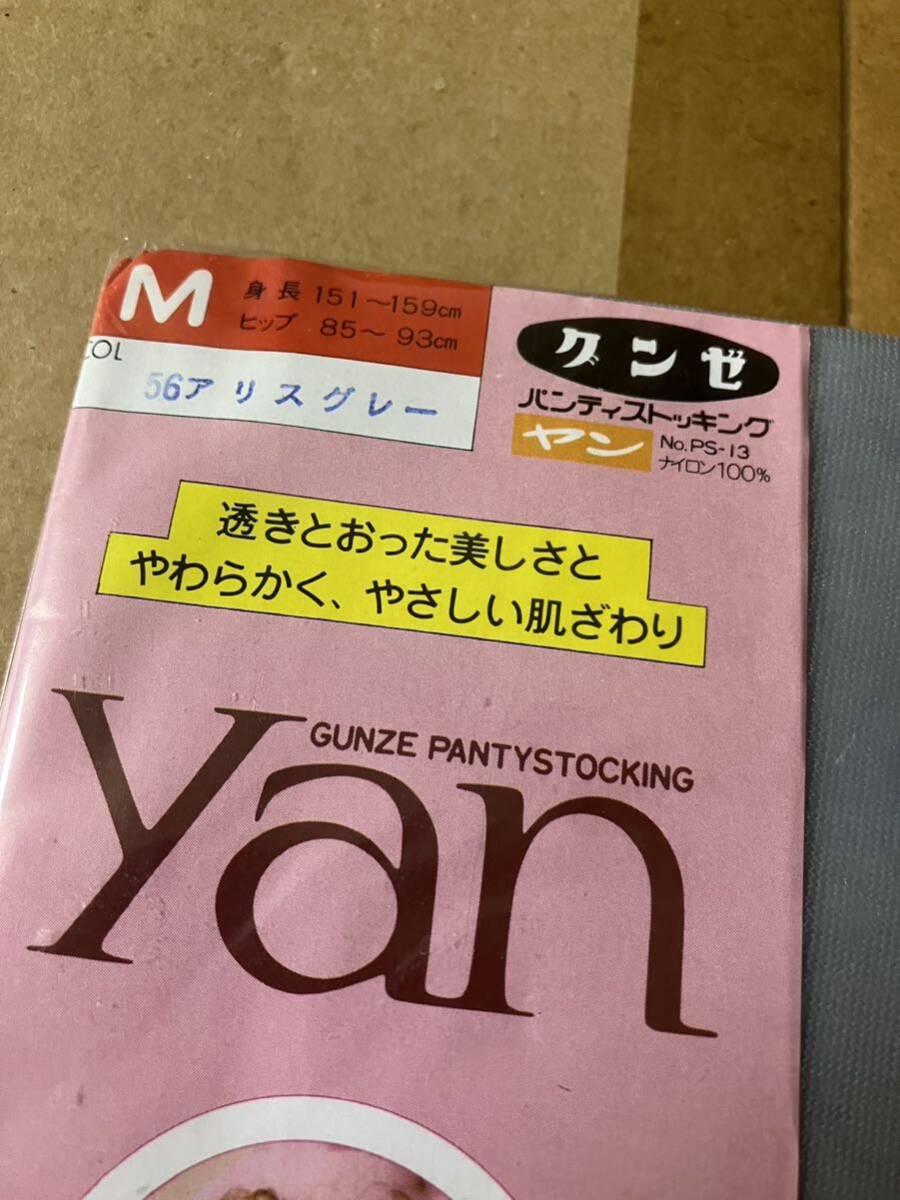 M
身長 151～159cm
ヒップ 85～93cm
COL
56アリスグレー
グンゼ
パンティストッキング
ヤン
No.PS-13
ナイロン100%
透きとおった美しさと
やわらかく、やさしい肌ざわり
GUNZE PANTYSTOCKING
Yan